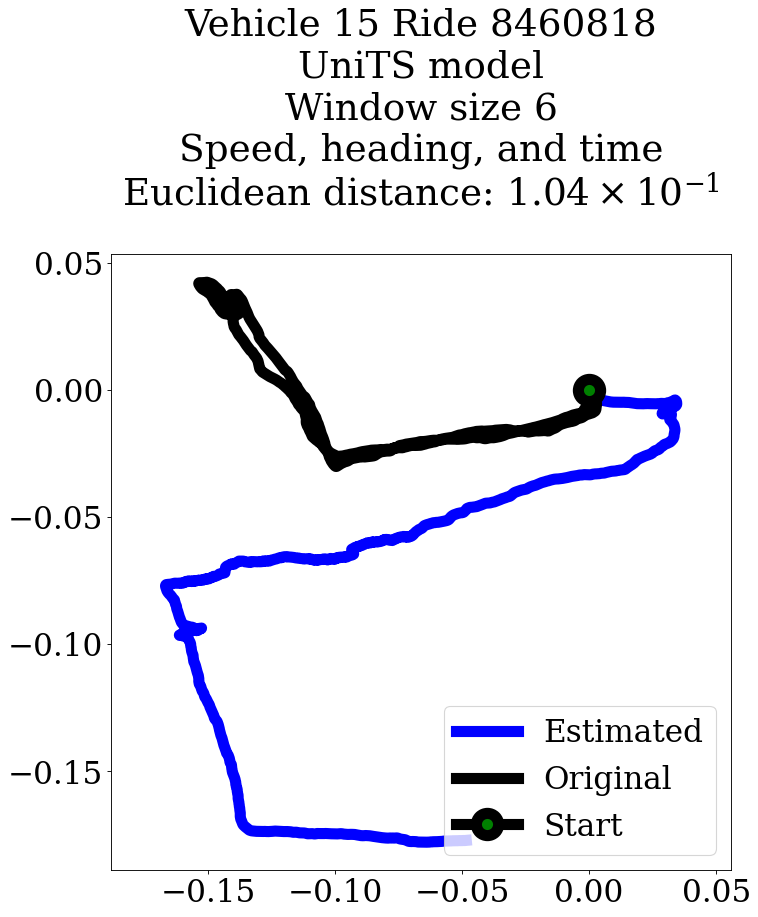 Vehicle 15 Ride 8460818
UniTS model
Window size 6
Speed, heading, and time
Euclidean distance: 1.04 × 10⁻¹
0.05
0.00
−0.05
−0.10
−0.15
Estimated
Original
Start
−0.15 −0.10 −0.05 0.00 0.05